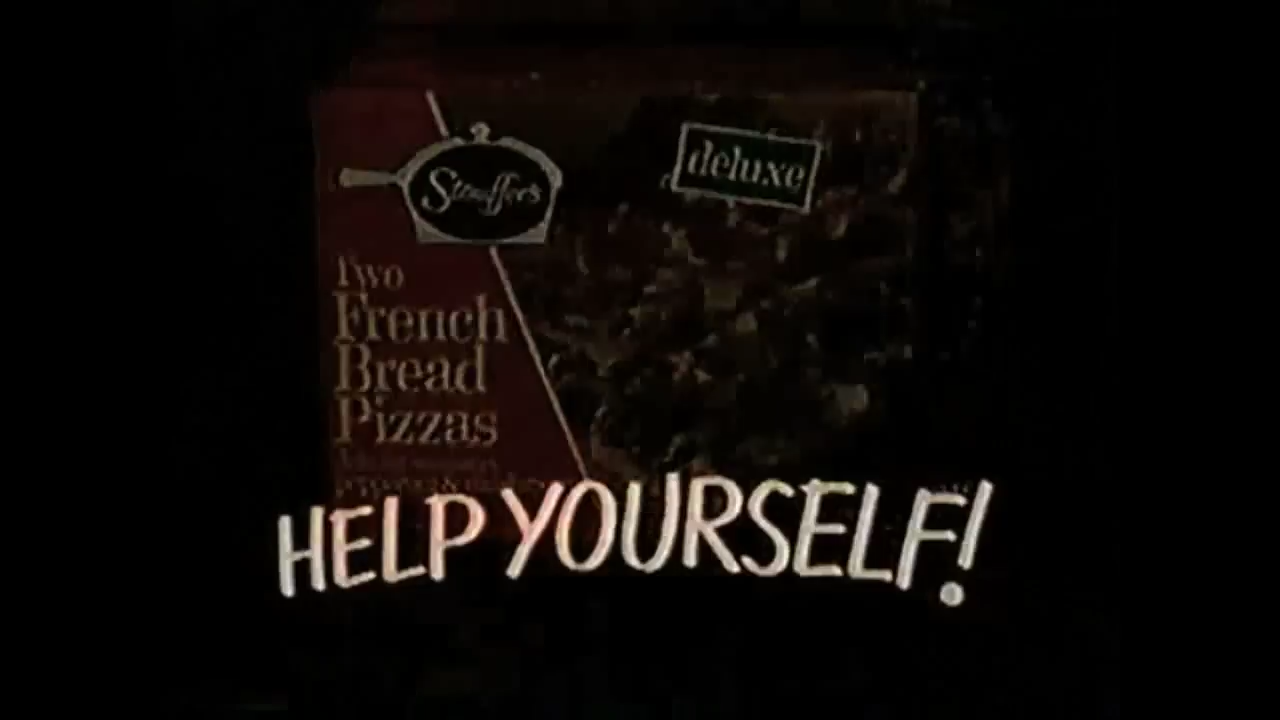 Stouffer's
deluxe
Two
French
Bread
Pizzas
HELP YOURSELF!